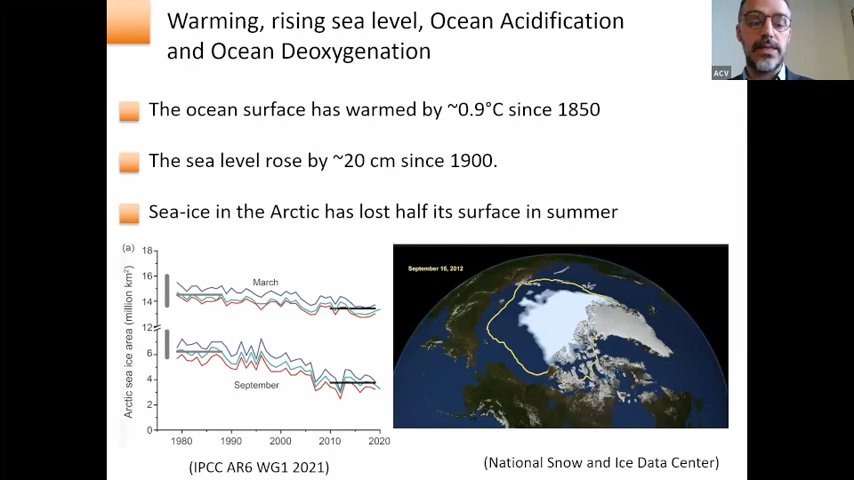 Warming, rising sea level, Ocean Acidification
and Ocean Deoxygenation
ACV
The ocean surface has warmed by ~0.9°C since 1850
The sea level rose by ~20 cm since 1900.
Sea-ice in the Arctic has lost half its surface in summer
(a)
Arctic sea ice area (million km²)
18
16
14
12
6
4
2
0
March
September
1980 1990 2000 2010 2020
September 16, 2012
(IPCC AR6 WG1 2021)
(National Snow and Ice Data Center)